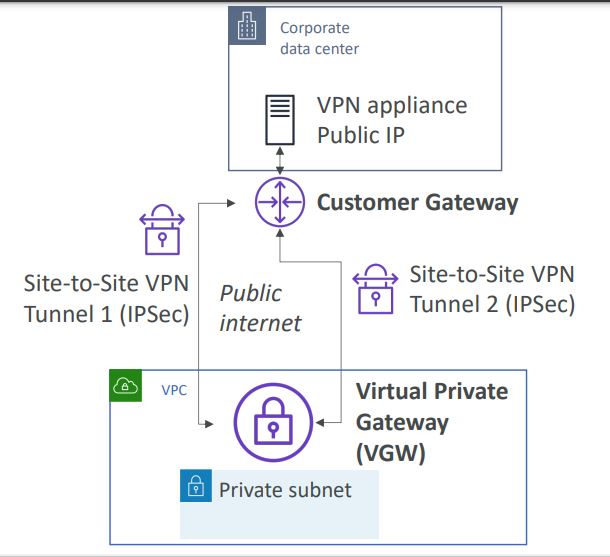 Corporate
data center
VPN appliance
Public IP
Customer Gateway
Site-to-Site VPN
Tunnel 1 (IPSec)
Public
internet
Site-to-Site VPN
Tunnel 2 (IPSec)
VPC
Virtual Private
Gateway
(VGW)
Private subnet